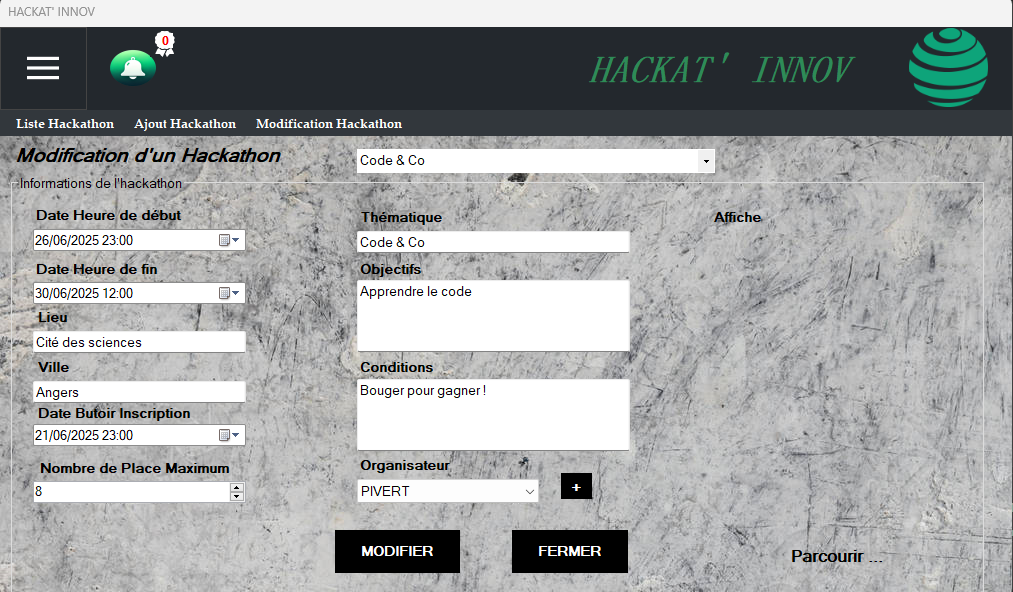 HACKAT' INNOV
0
HACKAT' INNOV
Liste Hackathon Ajout Hackathon Modification Hackathon
Modification d'un Hackathon
Code & Co
Informations de l'hackathon
Date Heure de début
26/06/2025 23:00
Date Heure de fin
30/06/2025 12:00
Lieu
Cité des sciences
Ville
Angers
Date Butoir Inscription
21/06/2025 23:00
Nombre de Place Maximum
8
Thématique
Code & Co
Objectifs
Apprendre le code
Conditions
Bouger pour gagner !
Organisateur
PIVERT
+
Affiche
MODIFIER
FERMER
Parcourir ...